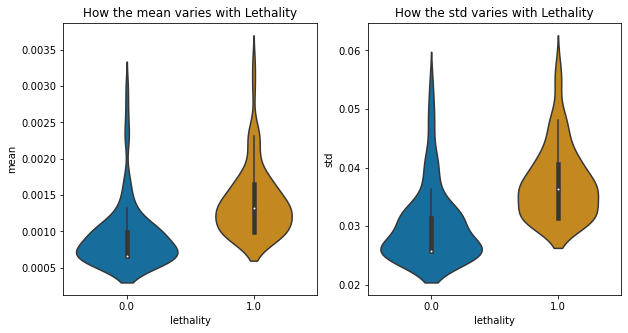 How the mean varies with Lethality
mean
0.0035
0.0030
0.0025
0.0020
0.0015
0.0010
0.0005
0.0
1.0
lethality
How the std varies with Lethality
std
0.06
0.05
0.04
0.03
0.02
0.0
1.0
lethality